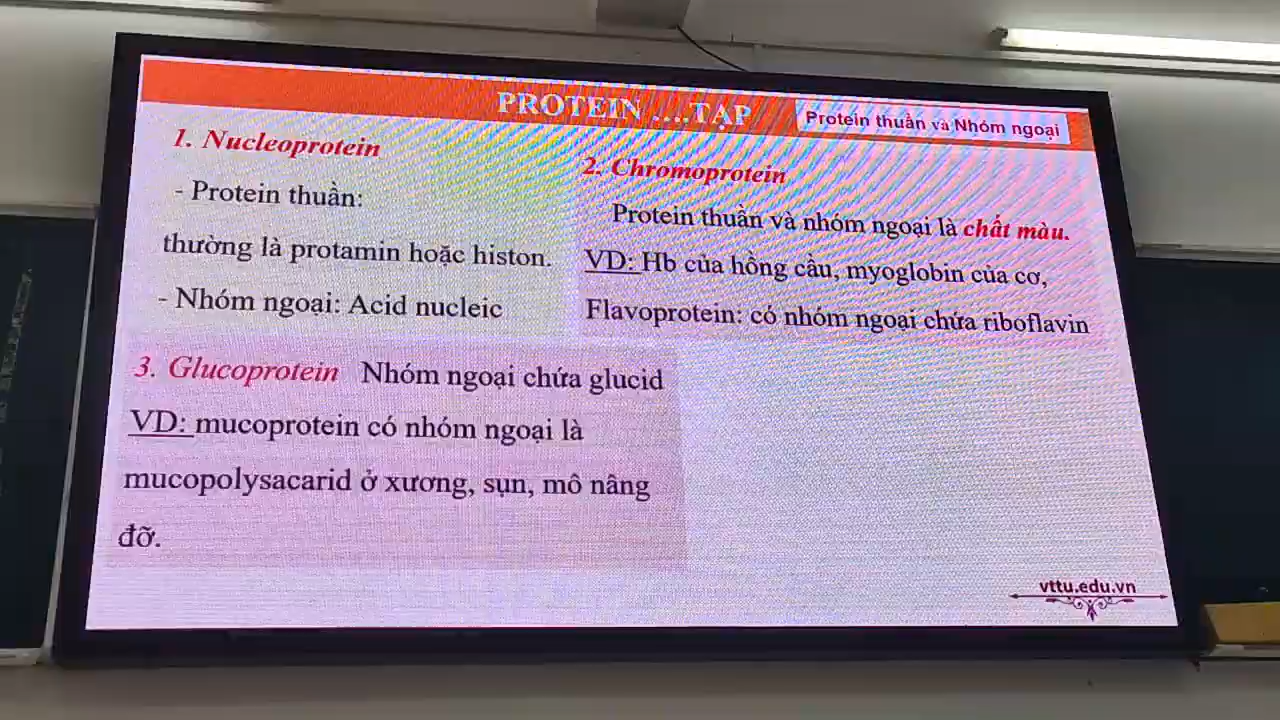 PROTEIN ....TẠP
Protein thuần và Nhóm ngoại
1. Nucleoprotein
- Protein thuần:
thường là protamin hoặc histon.
- Nhóm ngoại: Acid nucleic
2. Chromoprotein
Protein thuần và nhóm ngoại là chất màu.
VD: Hb của hồng cầu, myoglobin của cơ,
Flavoprotein: có nhóm ngoại chứa riboflavin
3. Glucoprotein Nhóm ngoại chứa glucid
VD: mucoprotein có nhóm ngoại là
mucopolysacarid ở xương, sụn, mô nâng
đỡ.
vttu.edu.vn